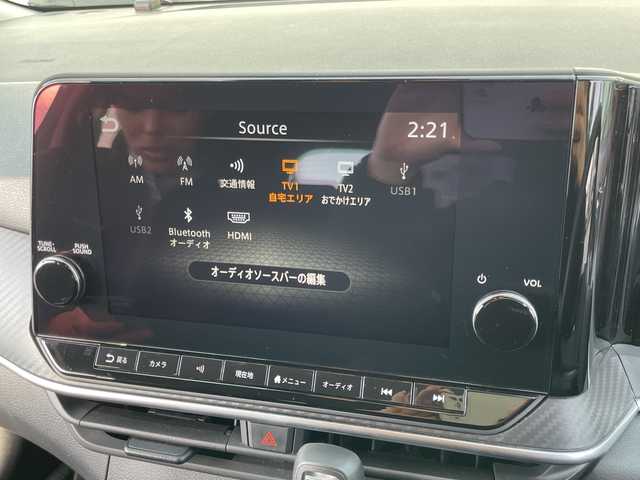 Source
2:21
AM
FM
交通情報
TV1
自宅エリア
TV2
おでかけエリア
USB1
USB2
Bluetooth
オーディオ
HDMI
オーディオソースバーの編集
TUNE·
SCROLL
PUSH
SOUND
VOL
戻る
カメラ
現在地
メニュー
オーディオ